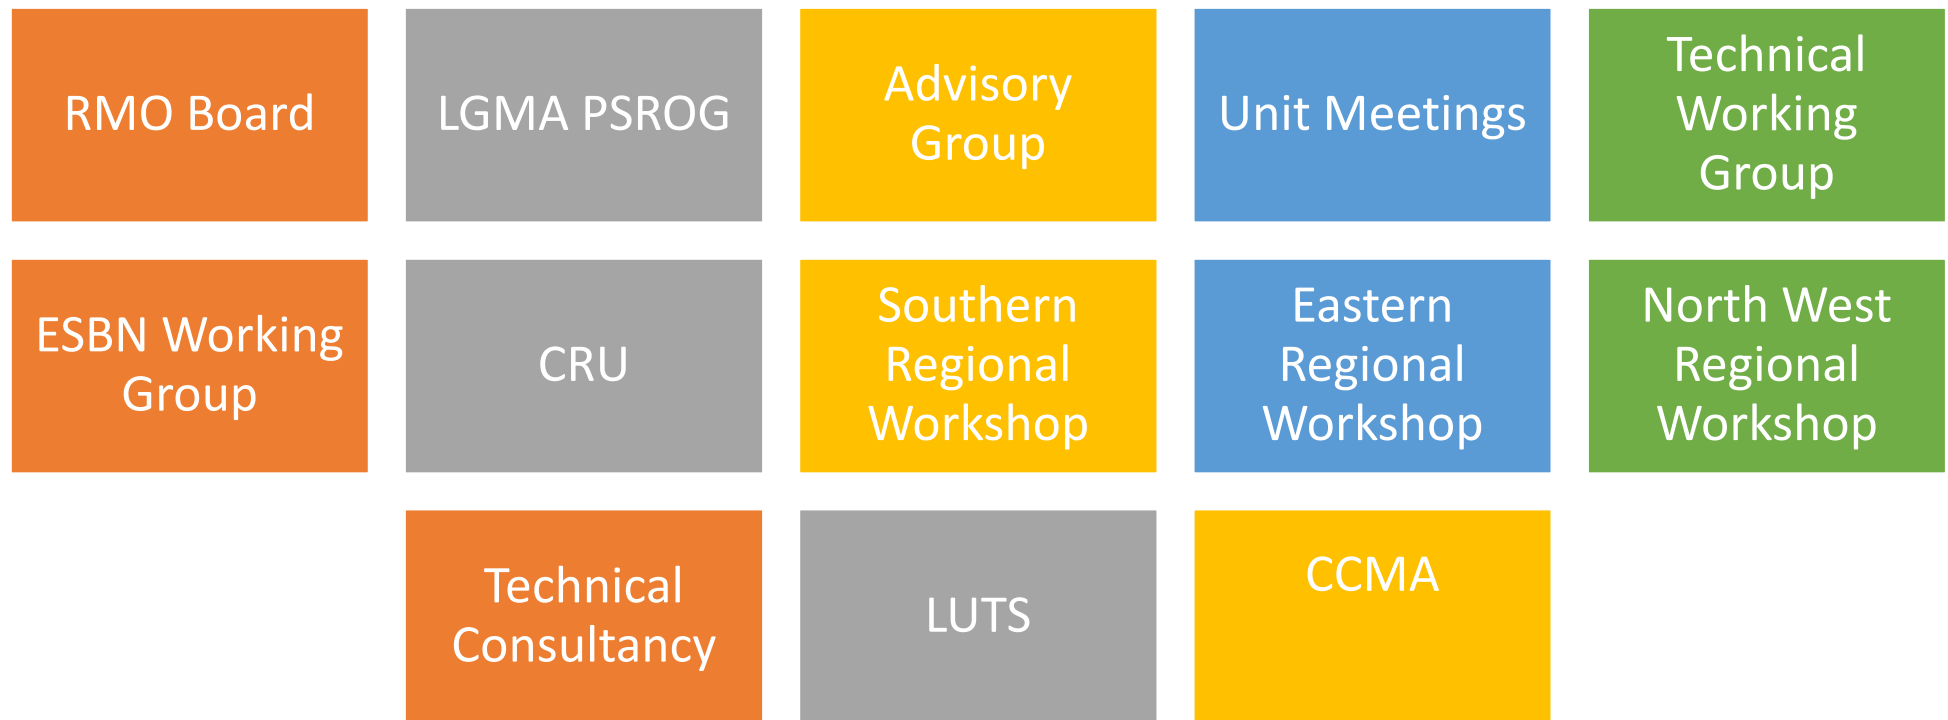 RMO Board
LGMA PSROG
Advisory
Group
Unit Meetings
Technical
Working
Group
ESBN Working
Group
CRU
Southern
Regional
Workshop
Eastern
Regional
Workshop
North West
Regional
Workshop
Technical
Consultancy
LUTS
CCMA